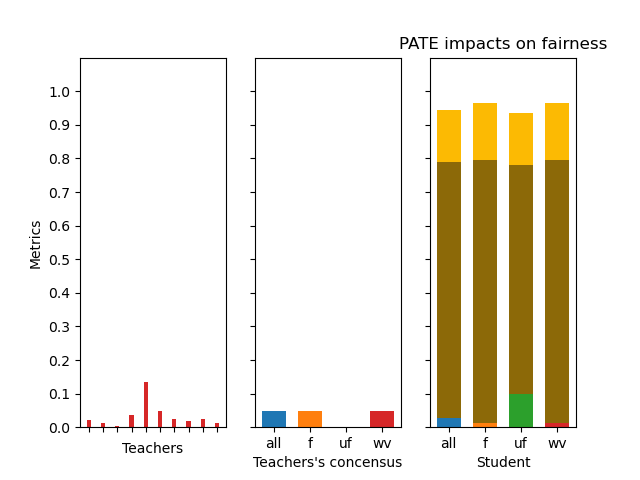 PATE impacts on fairness
Metrics
1.0
0.9
0.8
0.7
0.6
0.5
0.4
0.3
0.2
0.1
0.0
Teachers
all f uf wv
Teachers's concensus
all f uf wv
Student